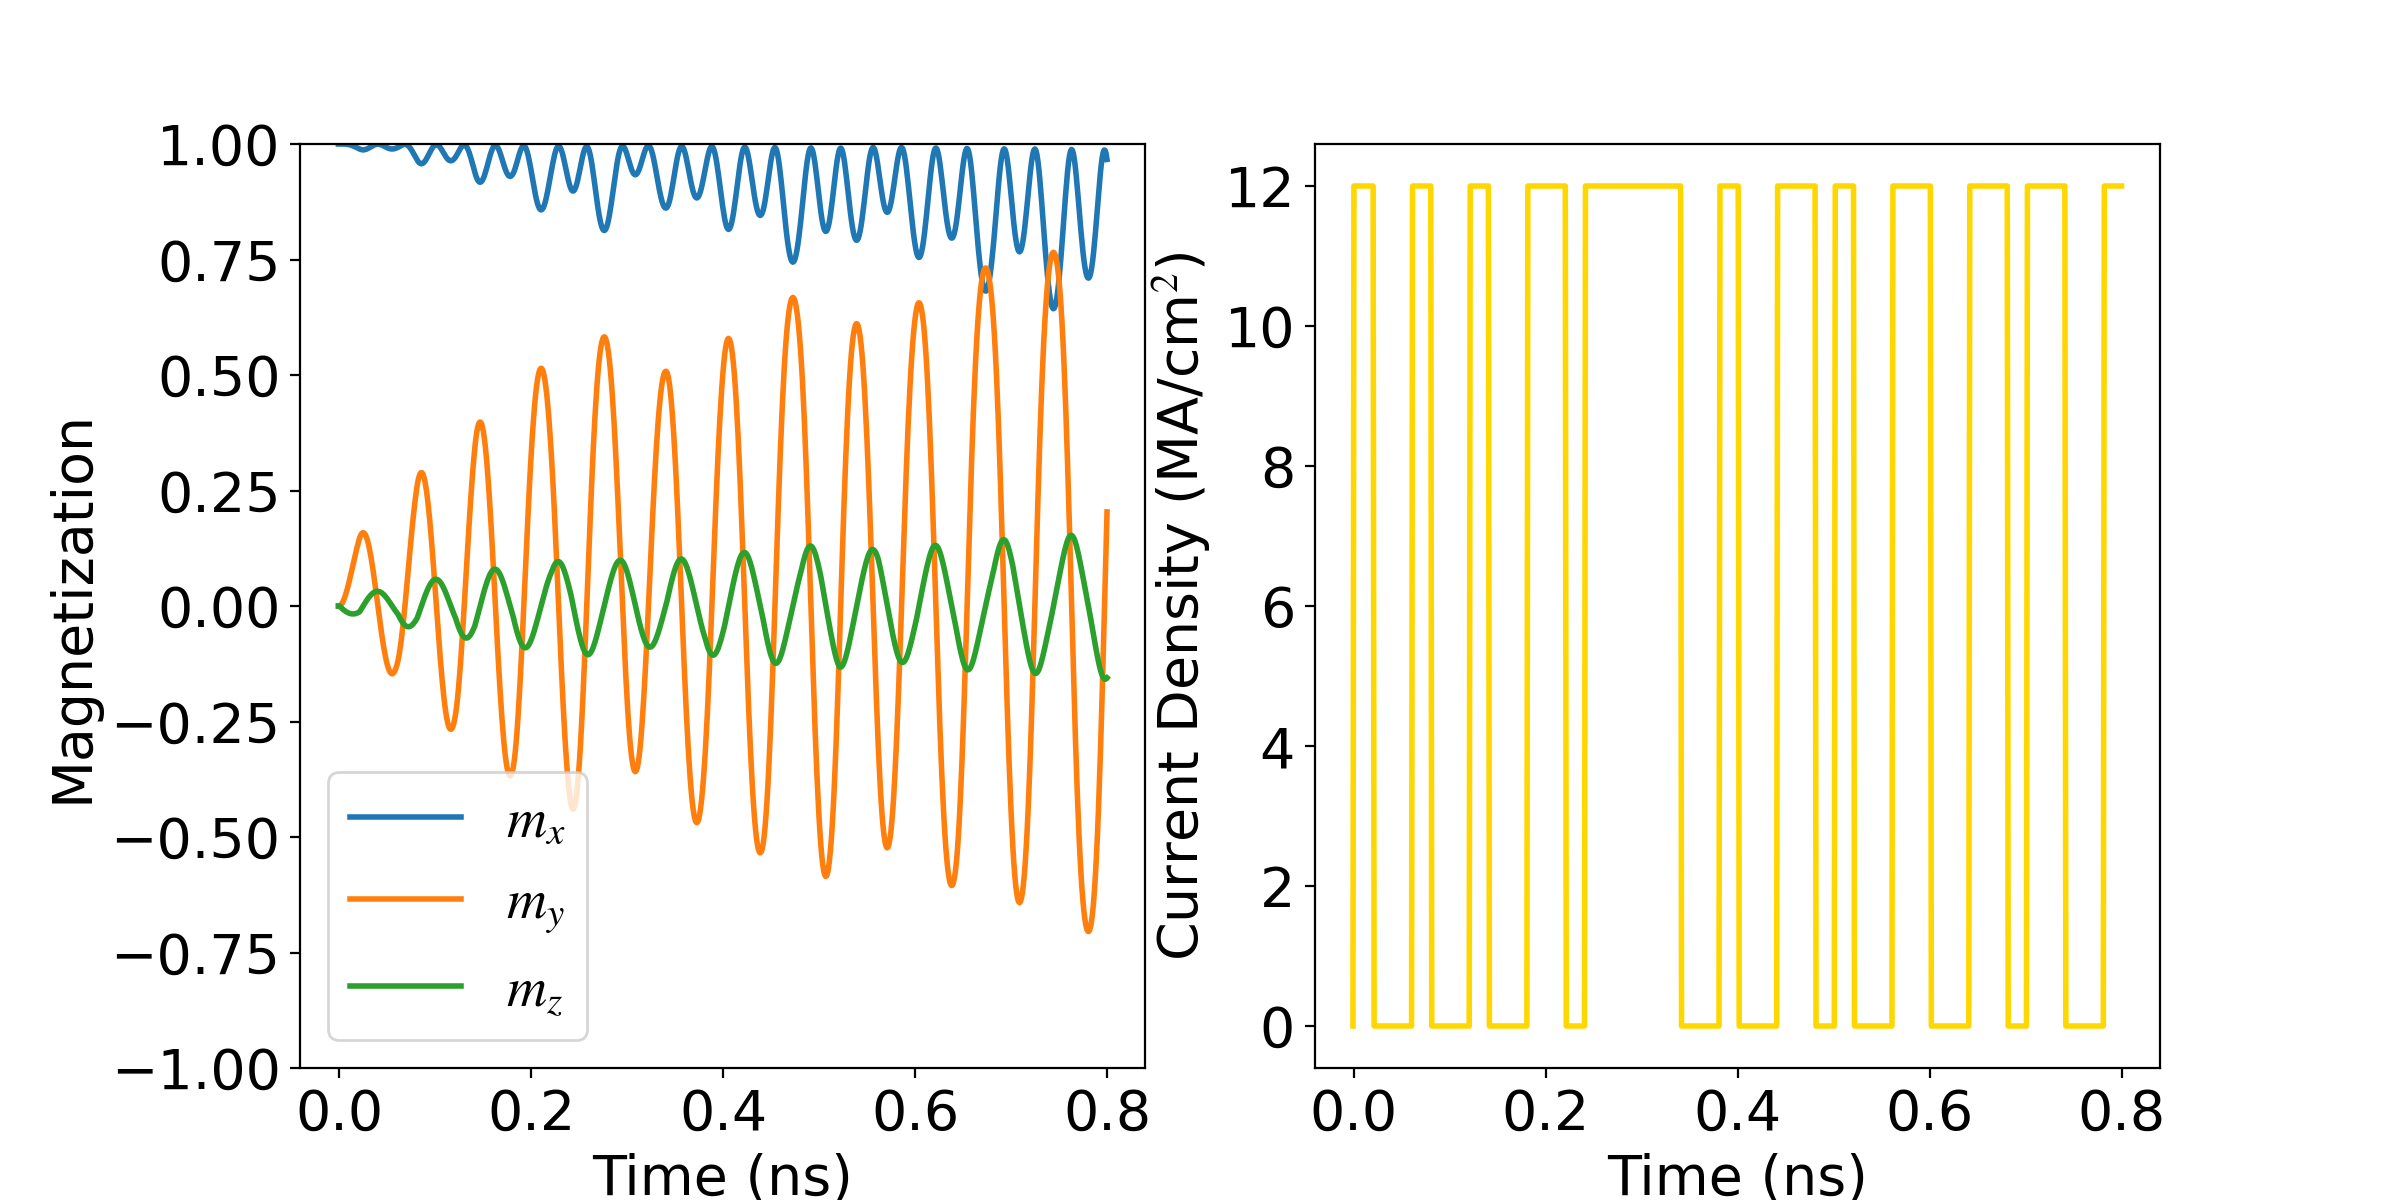 1.00
0.75
0.50
0.25
0.00
−0.25
−0.50
−0.75
−1.00
Magnetization
m_x
m_y
m_z
0.0 0.2 0.4 0.6 0.8
Time (ns)
12
10
8
6
4
2
0
Current Density (MA/cm²)
0.0 0.2 0.4 0.6 0.8
Time (ns)